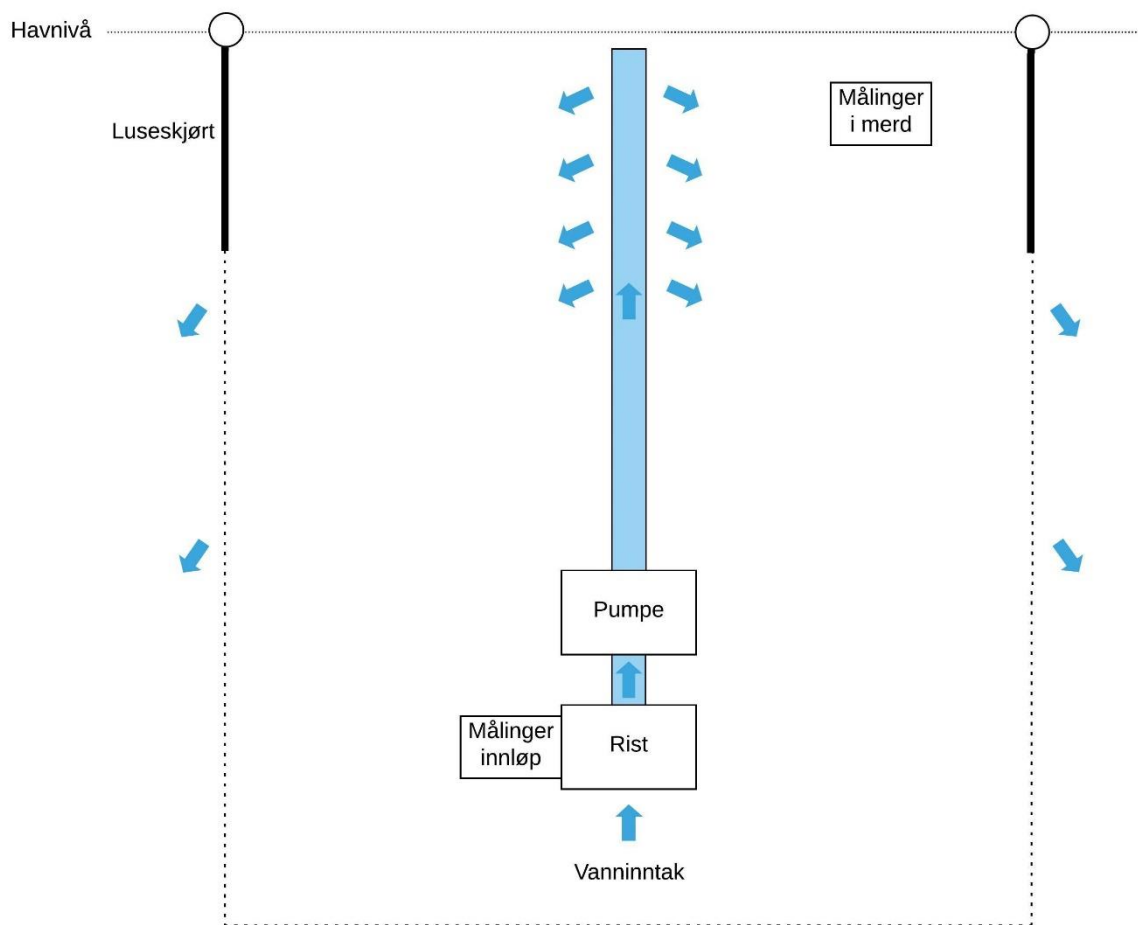 Havnivå
Målinger
i merd
Luseskjørt
Pumpe
Målinger
innløp
Rist
Vanninntak